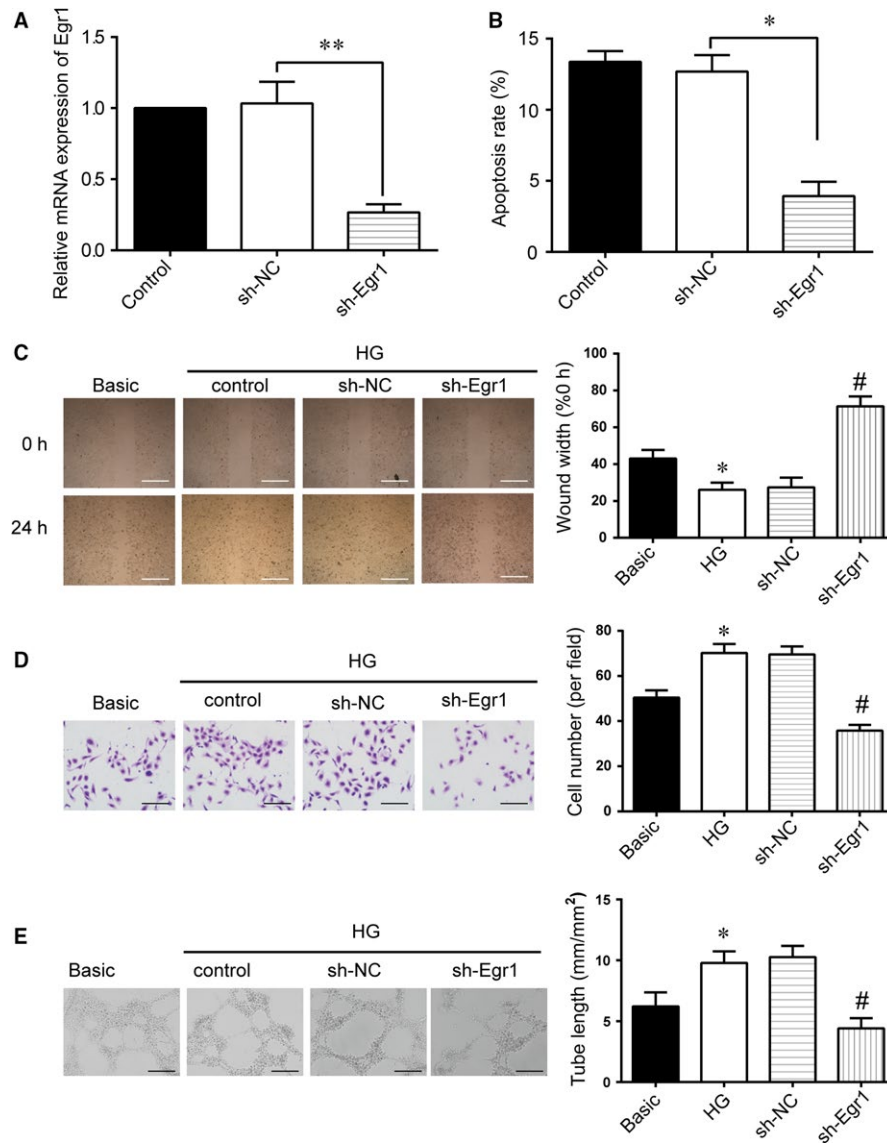 A
Relative mRNA expression of Egr1
1.5
1.0
0.5
0.0
**
Control
sh-NC
sh-Egr1
B
Apoptosis rate (%)
15
10
5
0
*
Control
sh-NC
sh-Egr1
C
HG
Basic
control
sh-NC
sh-Egr1
0 h
24 h
Wound width (%0 h)
100
80
60
40
20
0
*
#
Basic
HG
sh-NC
sh-Egr1
D
HG
Basic
control
sh-NC
sh-Egr1
Cell number (per field)
80
60
40
20
0
*
#
Basic
HG
sh-NC
sh-Egr1
E
HG
Basic
control
sh-NC
sh-Egr1
Tube length (mm/mm²)
15
10
5
0
*
#
Basic
HG
sh-NC
sh-Egr1